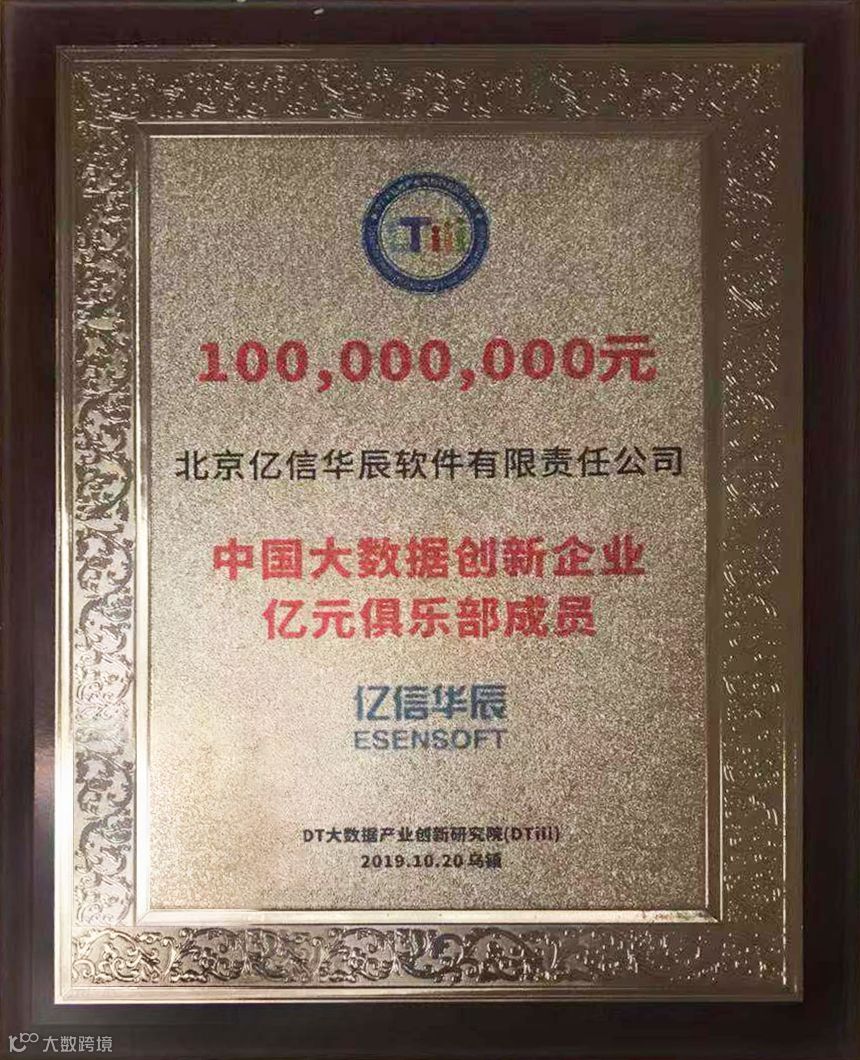 DTiii
100,000,000元
北京亿信华辰软件有限责任公司
中国大数据创新企业
亿元俱乐部成员
亿信华辰
ESENSOFT
DT大数据产业创新研究院(DTiii)
2019.10.20 乌镇
大数跨境